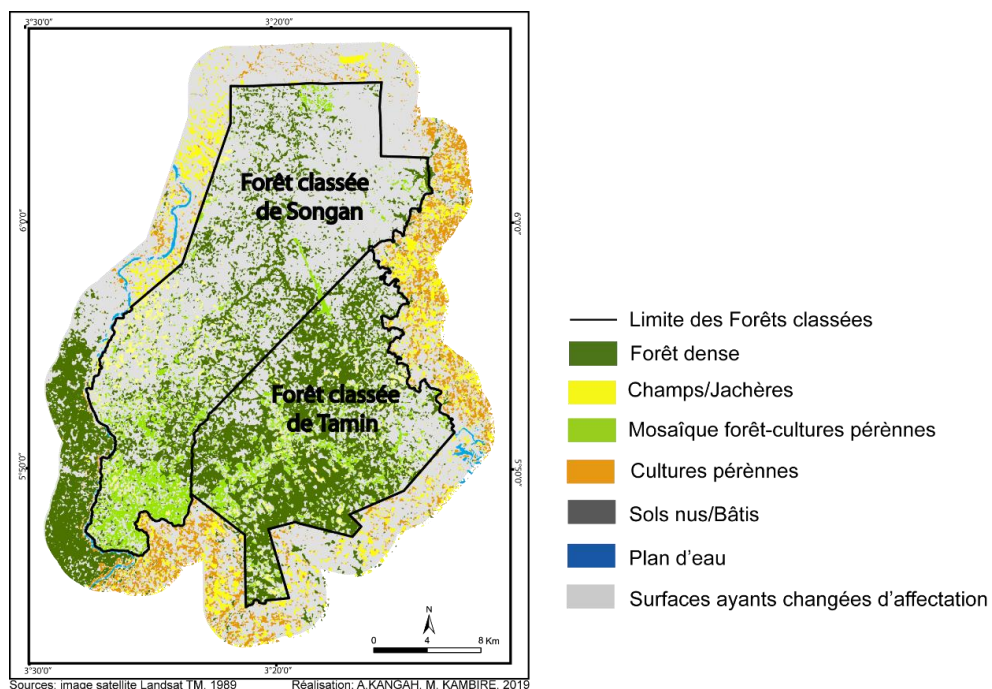 3°30'0"
3°20'0"
Forêt classée
de Songan
6°0'0"
6°0'0"
Forêt classée
de Tamin
5°50'0"
5°50'0"
N
0 4 8 Km
3°30'0"
3°20'0"
Sources: image satellite Landsat TM, 1989
Réalisation: A.KANGAH, M. KAMBIRE, 2019
Limite des Forêts classées
Forêt dense
Champs/Jachères
Mosaîque forêt-cultures pérènnes
Cultures pérènnes
Sols nus/Bâtis
Plan d'eau
Surfaces ayants changées d'affectation